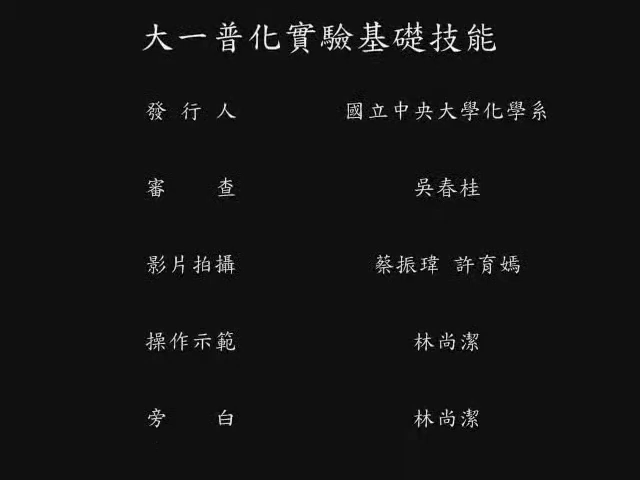 大一普化實驗基礎技能
發行人 國立中央大學化學系
審查 吳春桂
影片拍攝 蔡振瑋 許育嫣
操作示範 林尚潔
旁白 林尚潔